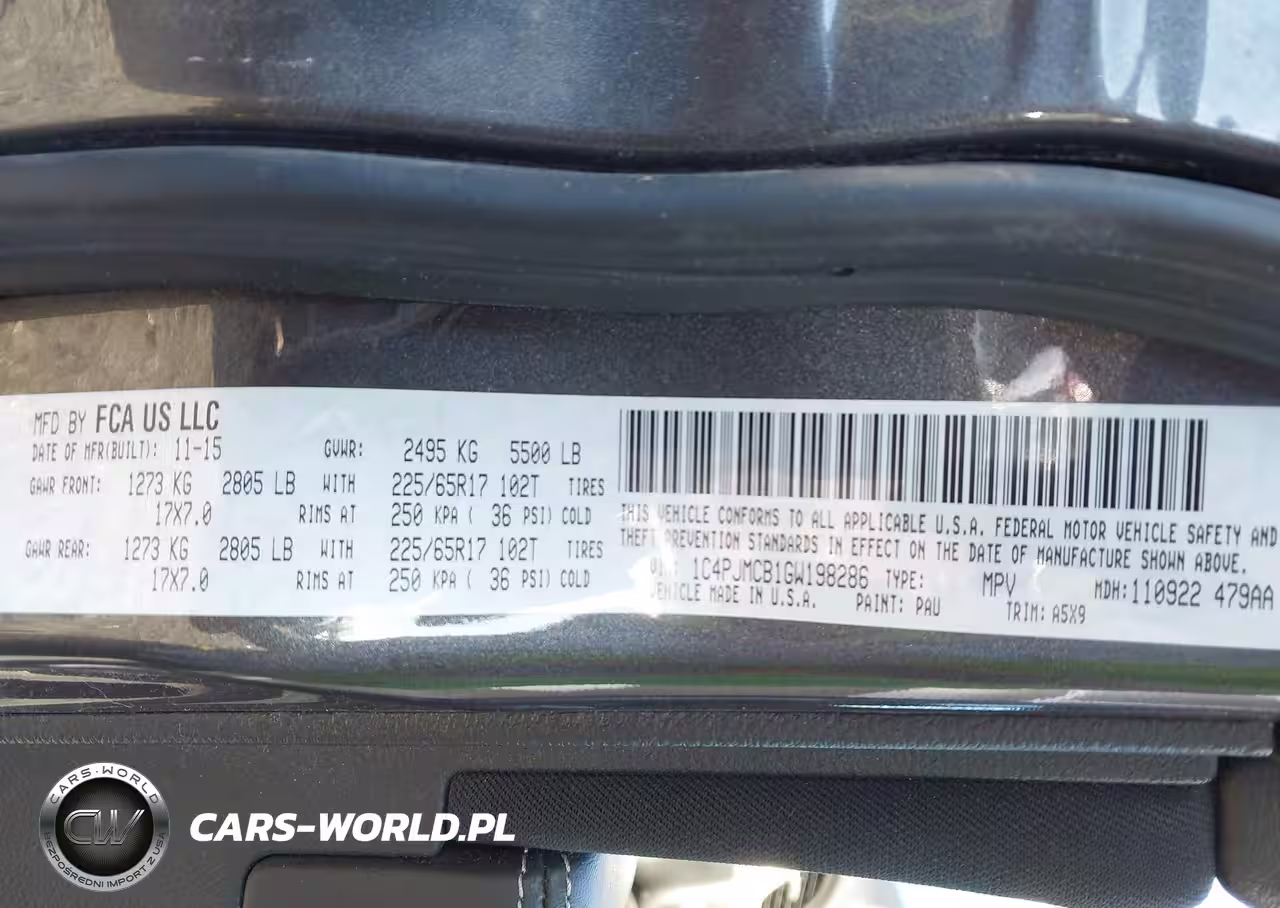 MFD BY FCA US LLC
DATE OF MFR(BUILT): 11-15 GVWR: 2495 KG 5500 LB
GAWR FRONT: 1273 KG 2805 LB WITH 225/65R17 102T TIRES
17X7.0 RIMS AT 250 KPA ( 36 PSI) COLD
GAWR REAR: 1273 KG 2805 LB WITH 225/65R17 102T TIRES
17X7.0 RIMS AT 250 KPA ( 36 PSI) COLD
THIS VEHICLE CONFORMS TO ALL APPLICABLE U.S.A. FEDERAL MOTOR VEHICLE SAFETY AND
THEFT PREVENTION STANDARDS IN EFFECT ON THE DATE OF MANUFACTURE SHOWN ABOVE.
VIN: 1C4PJMCB1GW198286 TYPE: MPV MDH: 110922 479AA
VEHICLE MADE IN U.S.A. PAINT: PAU TRIM: A5X9
CARS-WORLD
CW
BEZPOŚREDNI IMPORT Z USA
CARS-WORLD.PL